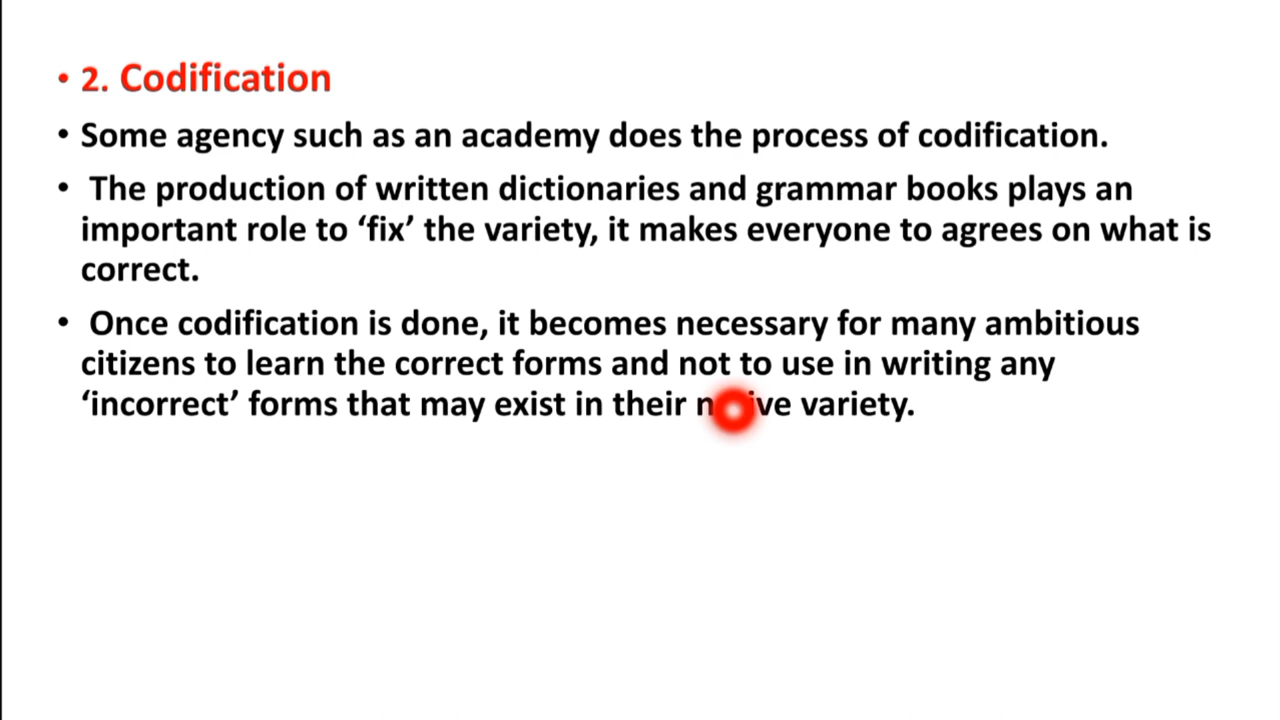 • 2. Codification
• Some agency such as an academy does the process of codification.
• The production of written dictionaries and grammar books plays an
important role to ‘fix’ the variety, it makes everyone to agrees on what is
correct.
• Once codification is done, it becomes necessary for many ambitious
citizens to learn the correct forms and not to use in writing any
‘incorrect’ forms that may exist in their variety.